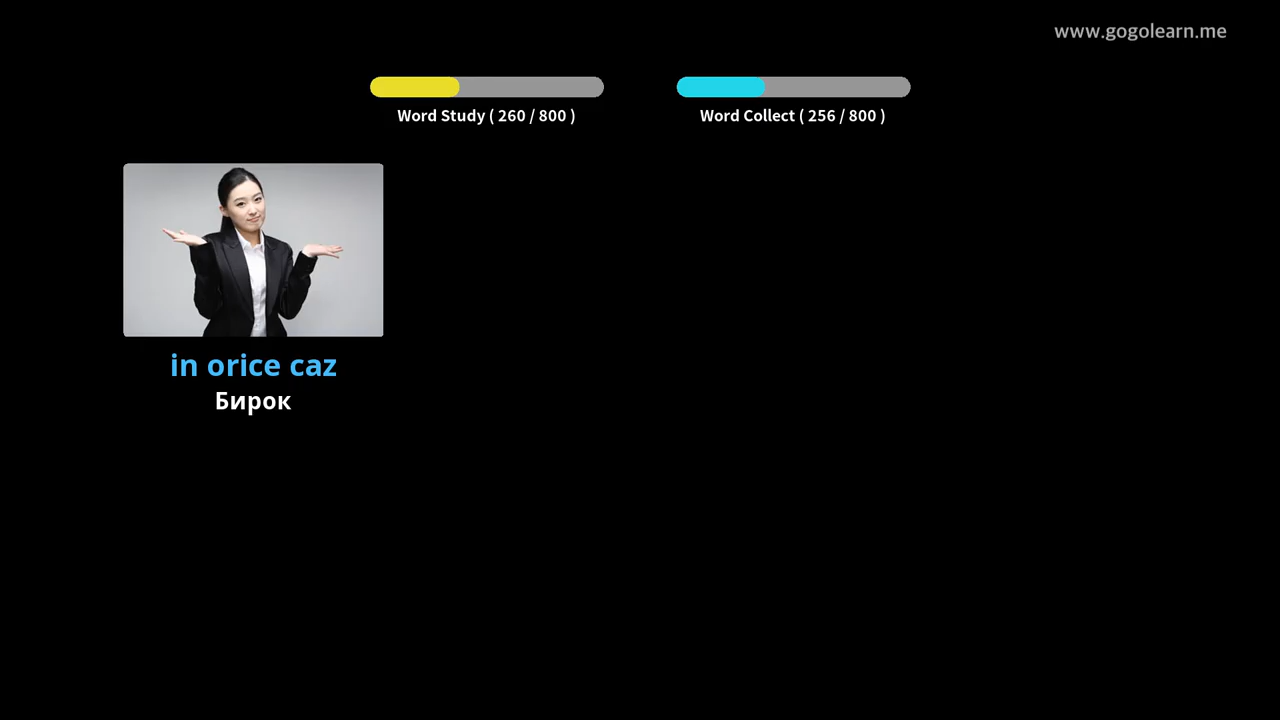 www.gogolearn.me
Word Study ( 260 / 800 )
Word Collect ( 256 / 800 )
in orice caz
Бирок